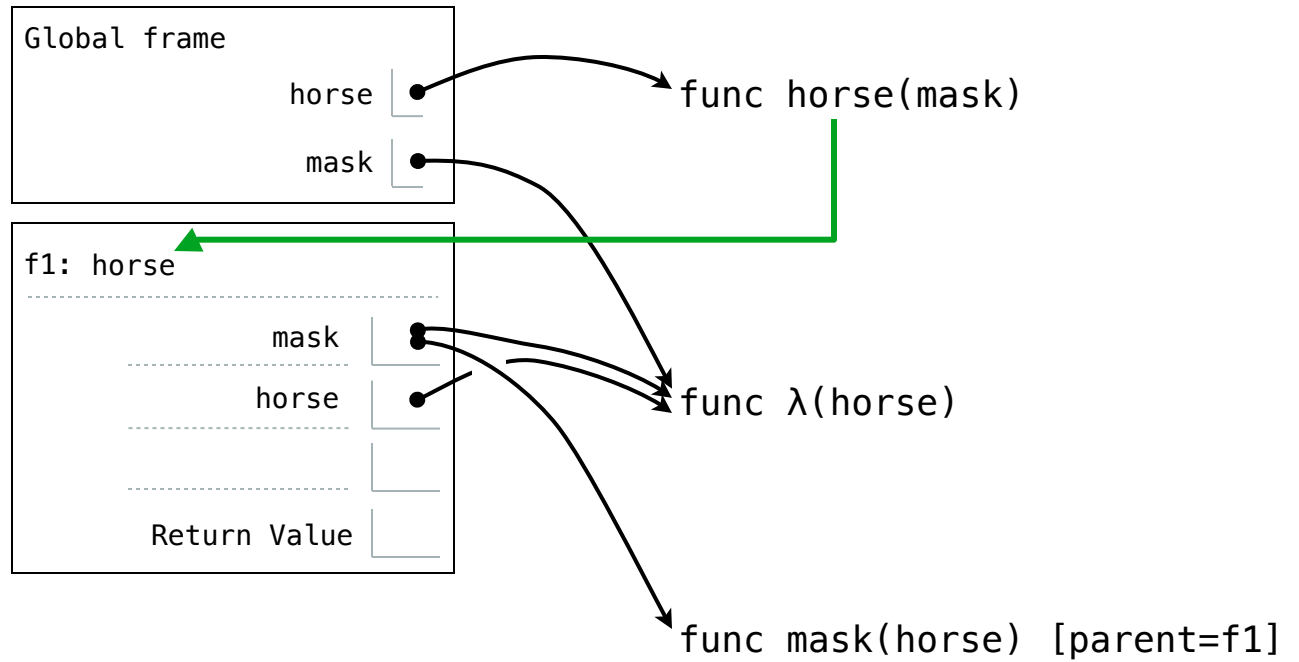 Global frame
horse
func horse(mask)
mask
f1: horse
mask
horse
func λ(horse)
Return Value
func mask(horse) [parent=f1]